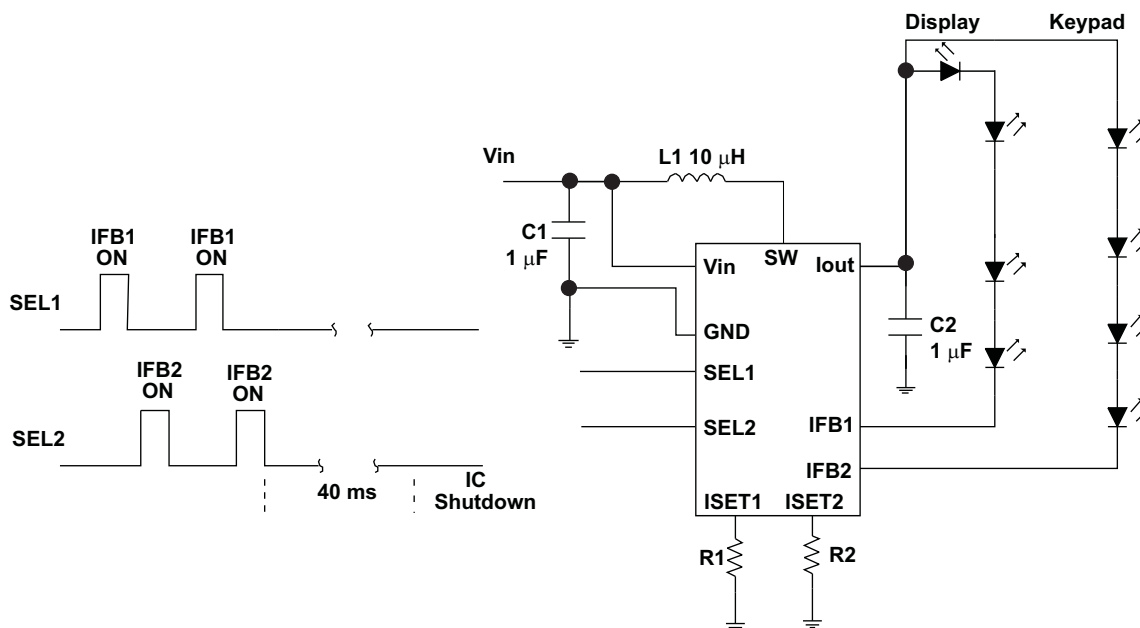 Display
Keypad
Vin
L1 10 μH
C1
1 μF
IFB1
ON
IFB1
ON
SEL1
IFB2
ON
IFB2
ON
SEL2
40 ms
IC
Shutdown
SW
Vin
Iout
GND
SEL1
SEL2
IFB1
IFB2
ISET1
ISET2
C2
1 μF
R1
R2